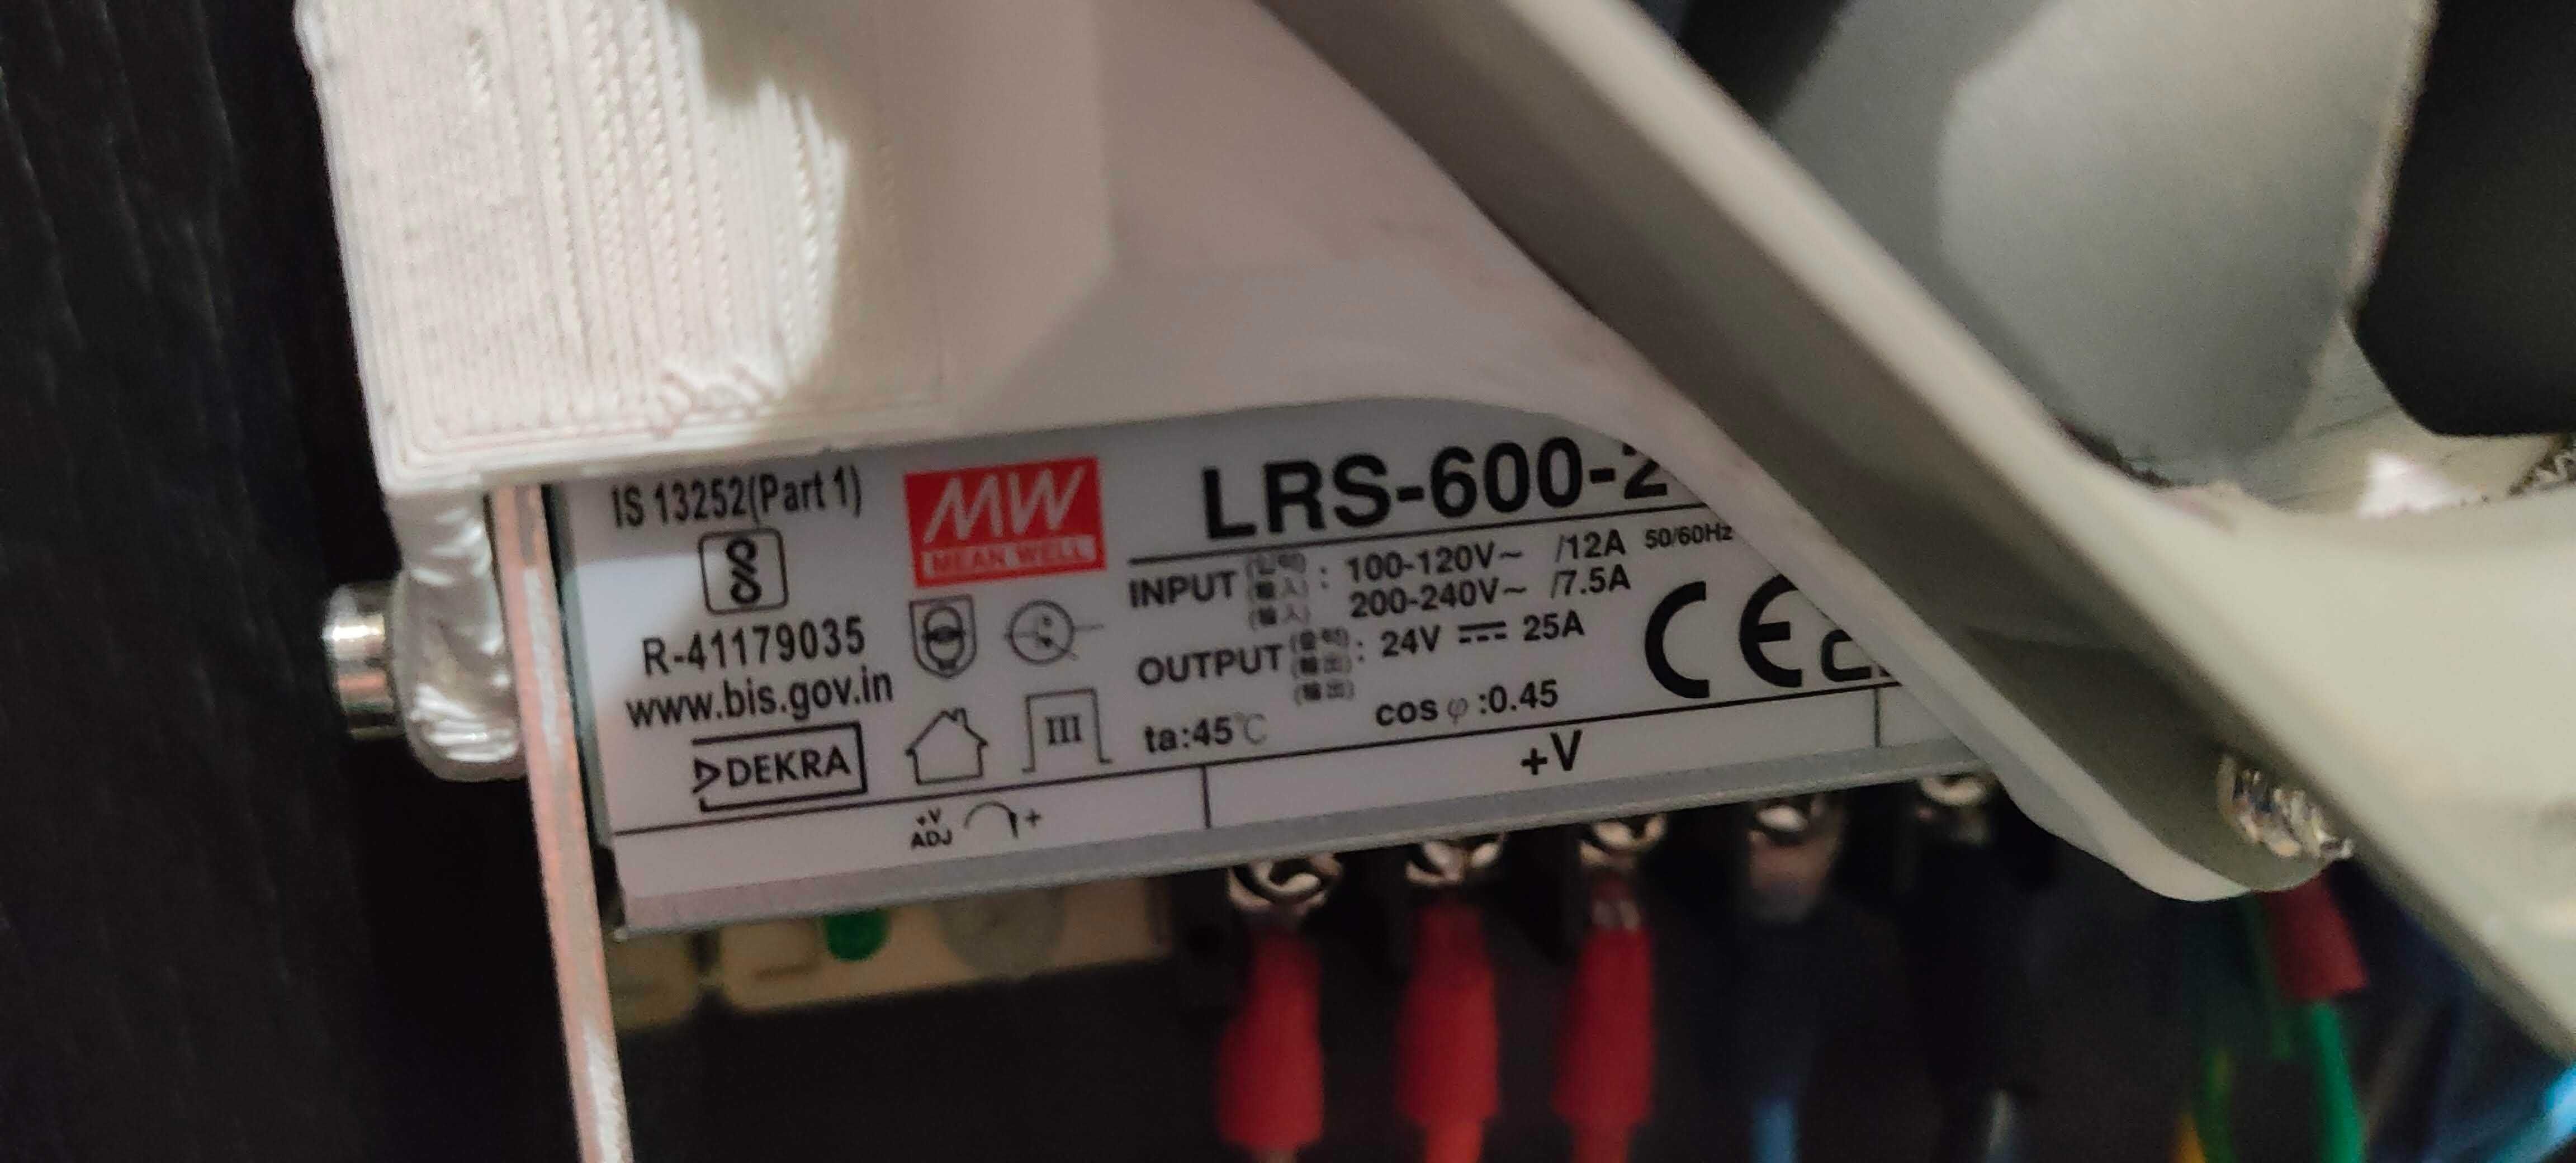 IS 13252(Part 1)
R-41179035
www.bis.gov.in
DEKRA
MW
MEAN WELL
III
LRS-600-2
INPUT : 100-120V~ /12A 50/60Hz
200-240V~ /7.5A
OUTPUT : 24V 25A
ta:45℃ cos φ :0.45
CE
+V
ADJ +
+V